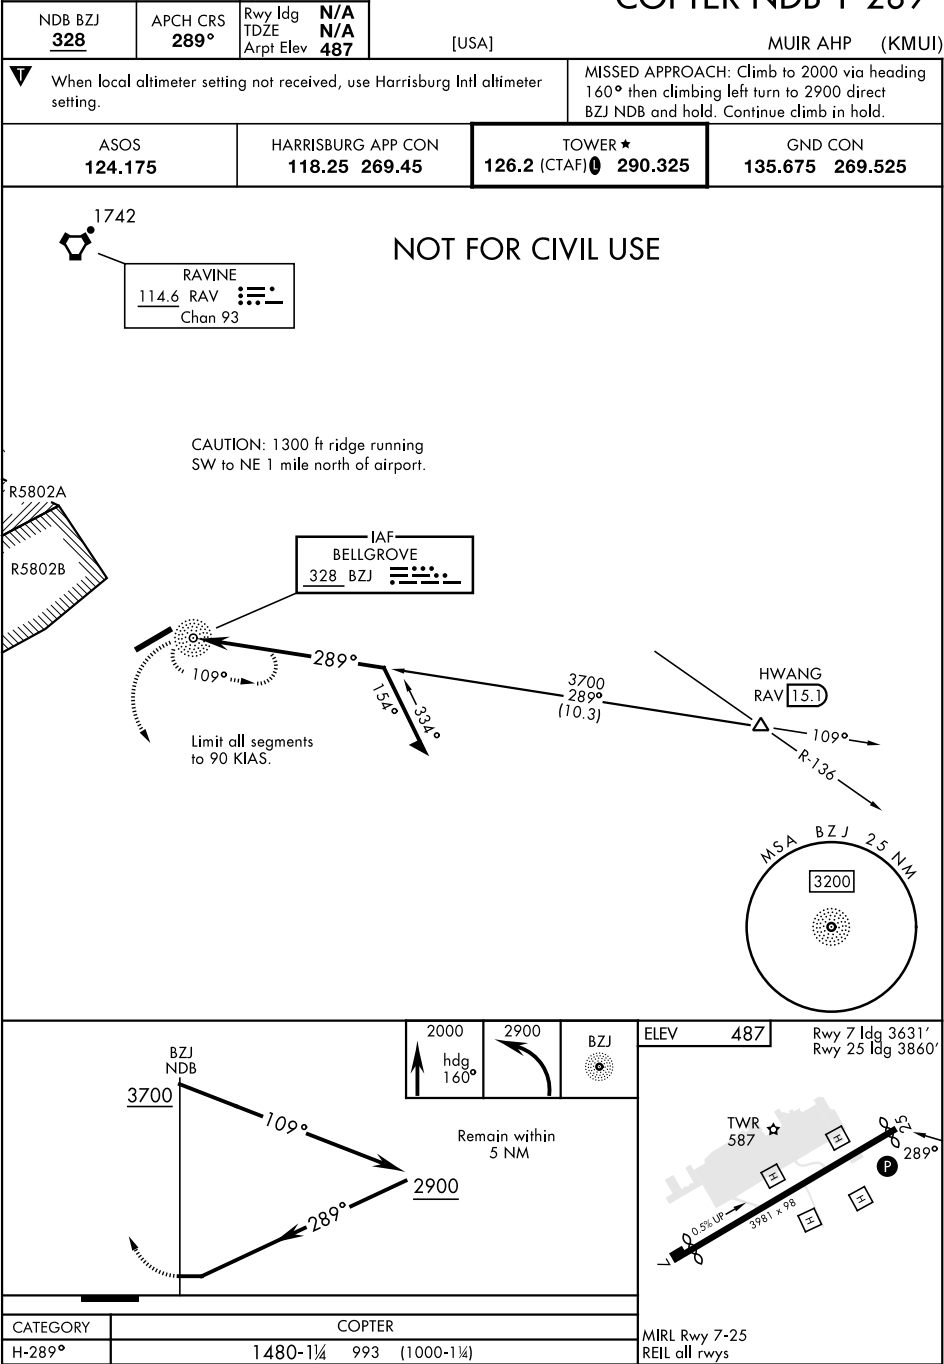 COPTER NDB Y 289°
NDB BZJ
328
APCH CRS
289°
Rwy ldg N/A
TDZE N/A
Arpt Elev 487
[USA]
MUIR AHP (KMUI)
T
When local altimeter setting not received, use Harrisburg Intl altimeter
setting.
MISSED APPROACH: Climb to 2000 via heading
160° then climbing left turn to 2900 direct
BZJ NDB and hold. Continue climb in hold.
ASOS
124.175
HARRISBURG APP CON
118.25 269.45
TOWER ★
126.2 (CTAF) L 290.325
GND CON
135.675 269.525
1742
NOT FOR CIVIL USE
RAVINE
114.6 RAV
Chan 93
CAUTION: 1300 ft ridge running
SW to NE 1 mile north of airport.
R5802A
R5802B
IAF
BELLGROVE
328 BZJ
289°
109°
154°
334°
3700
289°
(10.3)
HWANG
RAV 15.1
109°
R-136
Limit all segments
to 90 KIAS.
MSA BZJ 25 NM
3200
BZJ
NDB
3700
109°
289°
2900
Remain within
5 NM
2000
hdg
160°
2900
BZJ
ELEV 487
Rwy 7 ldg 3631'
Rwy 25 ldg 3860'
TWR
587
H
H
H
H
25
289°
P
0.5% UP
3981 x 98
7
MIRL Rwy 7-25
REIL all rwys
CATEGORY
COPTER
H-289°
1480-1¼ 993 (1000-1¼)